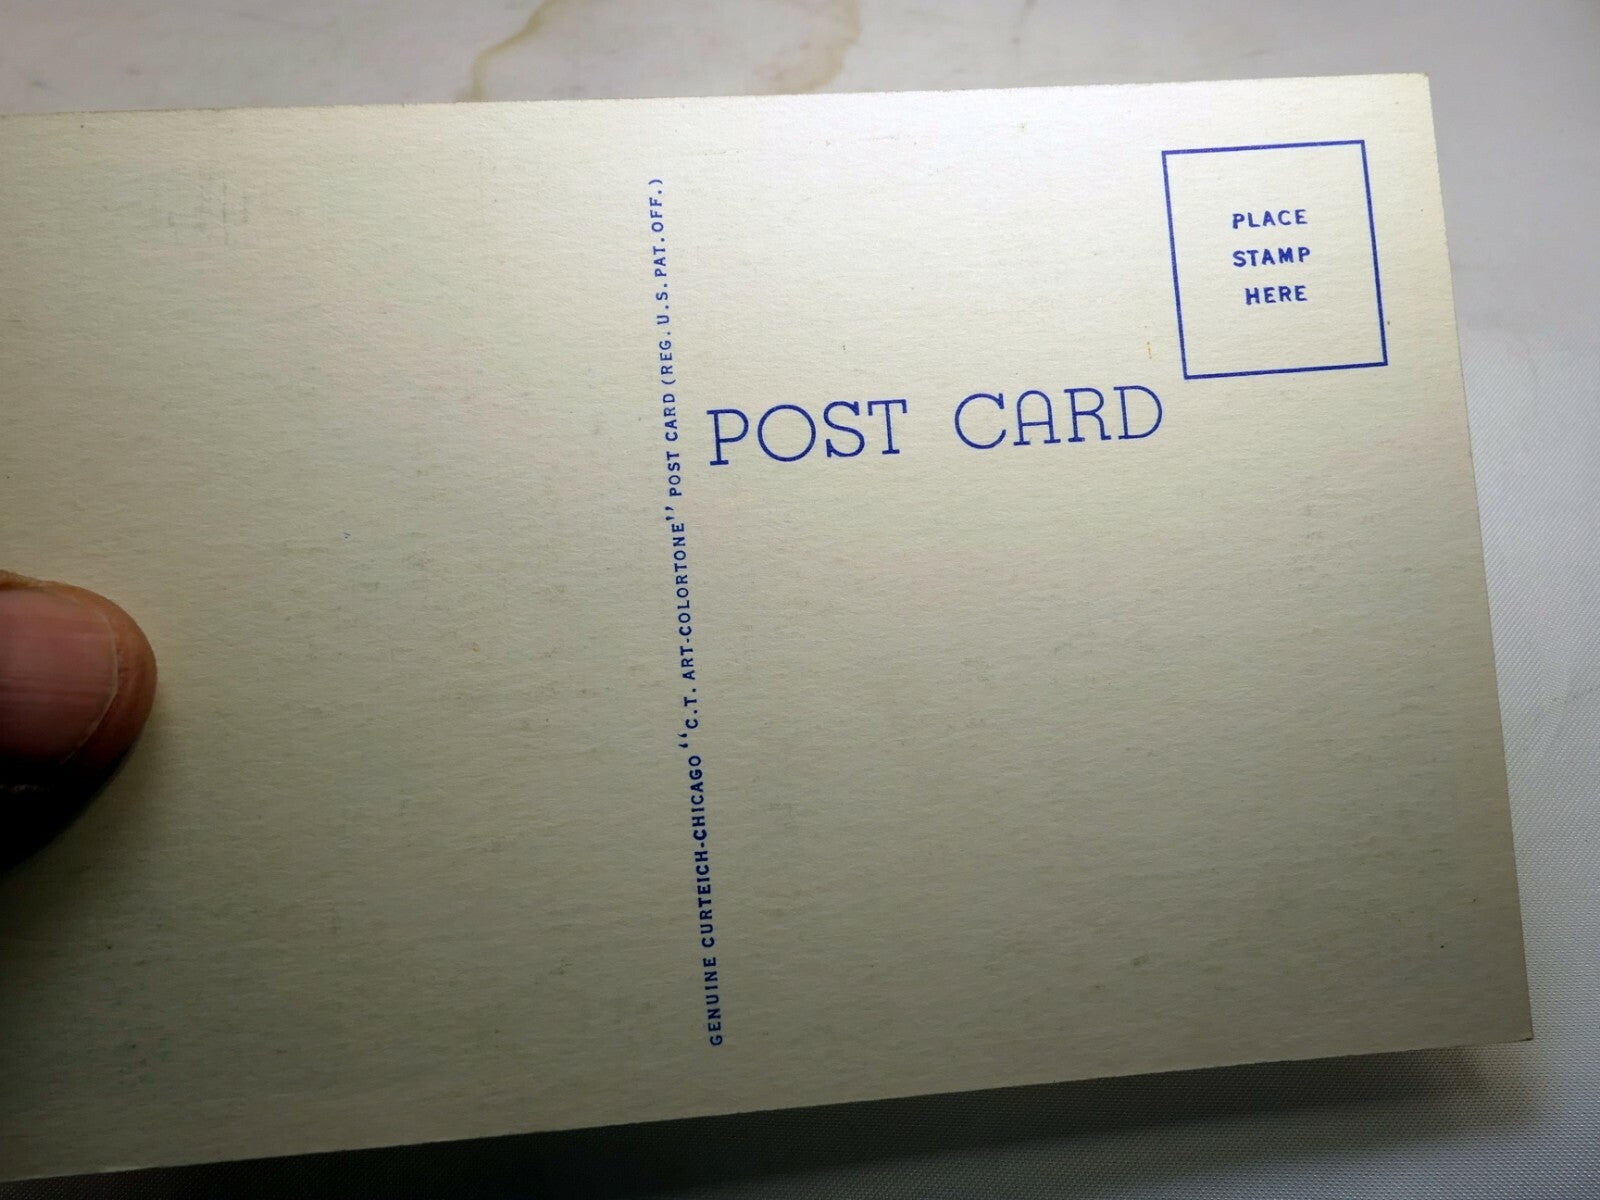 GENUINE CURTEICH-CHICAGO "C.T. ART-COLORTONE" POST CARD (REG. U.S. PAT. OFF.)
POST CARD
PLACE
STAMP
HERE